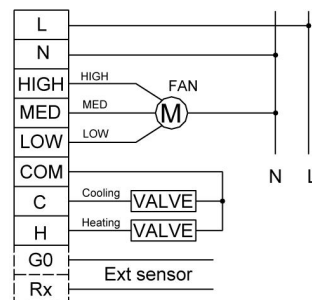 L
N
HIGH HIGH FAN
MED MED M
LOW LOW
COM N L
C Cooling VALVE
H Heating VALVE
G0 Ext sensor
Rx